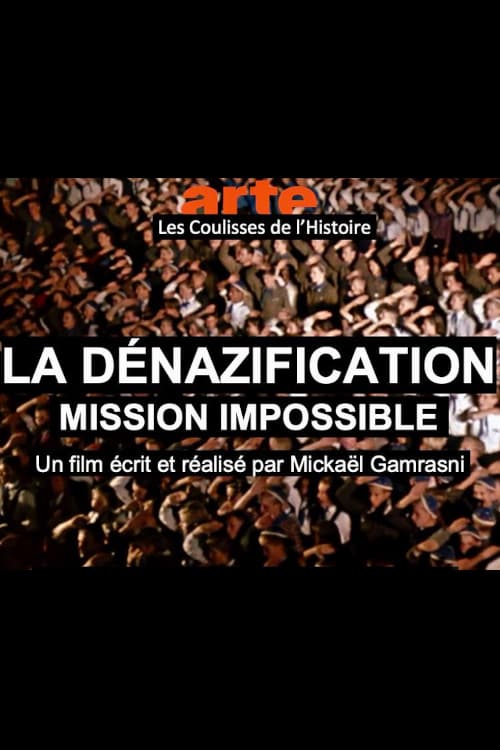 arte
Les Coulisses de l'Histoire
LA DÉNAZIFICATION
MISSION IMPOSSIBLE
Un film écrit et réalisé par Mickaël Gamrasni